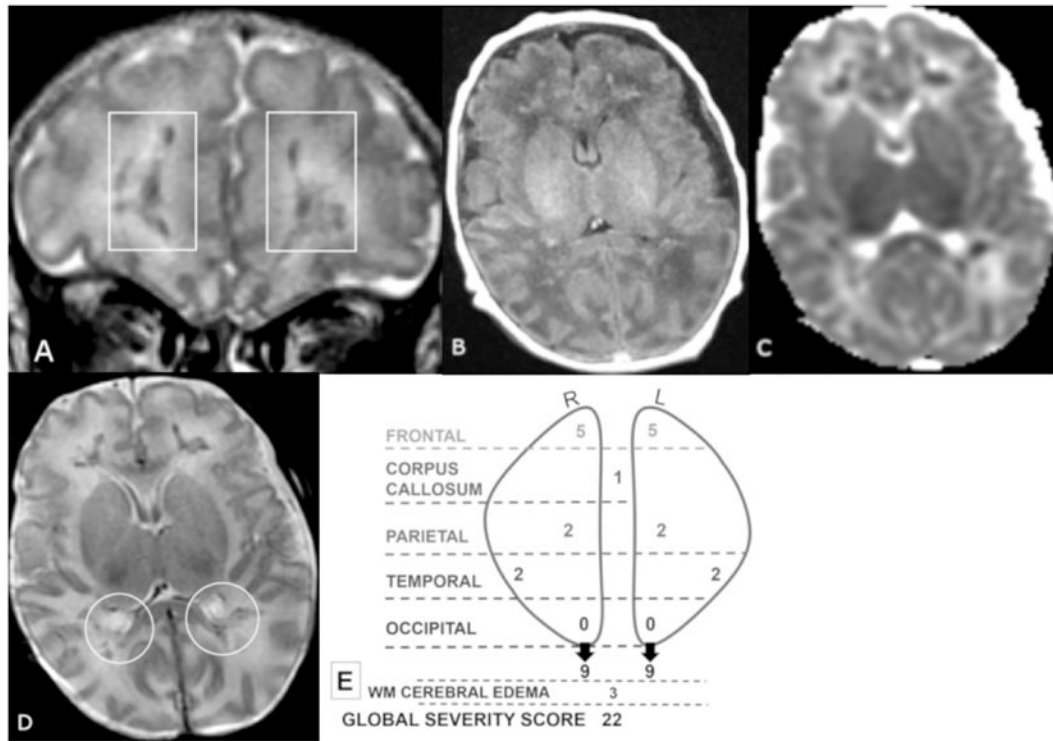 A
B
C
D
R L
FRONTAL 5 5
CORPUS
CALLOSUM 1
PARIETAL 2 2
TEMPORAL 2 2
OCCIPITAL 0 0
9 9
E
WM CEREBRAL EDEMA 3
GLOBAL SEVERITY SCORE 22